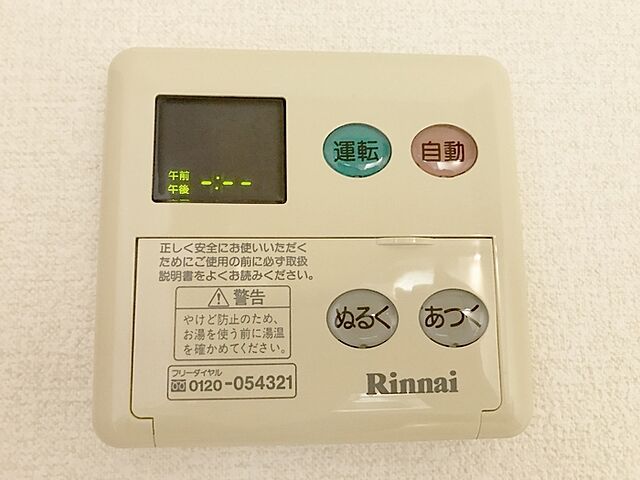 運転
自動
午前
午後
-:--
正しく安全にお使いいただく
ためにご使用の前に必ず取扱
説明書をよくお読みください。
警告
やけど防止のため、
お湯を使う前に湯温
を確かめてください。
フリーダイヤル
0120-054321
ぬるく
あつく
Rinnai